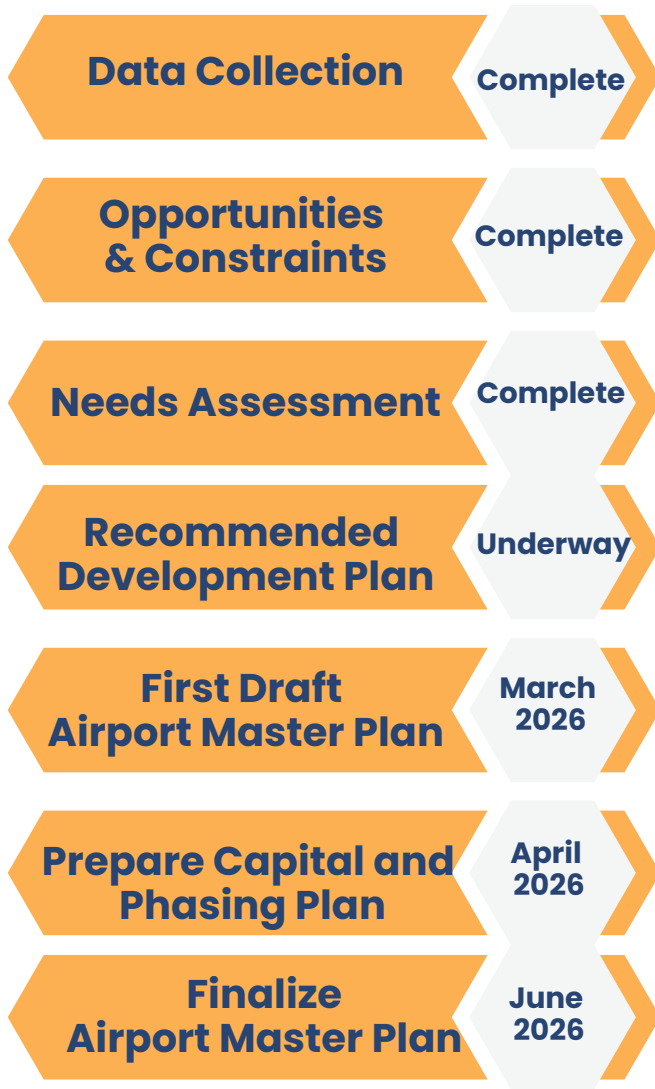 Data Collection
Complete
Opportunities
& Constraints
Complete
Needs Assessment
Complete
Recommended
Development Plan
Underway
First Draft
Airport Master Plan
March
2026
Prepare Capital and
Phasing Plan
April
2026
Finalize
Airport Master Plan
June
2026